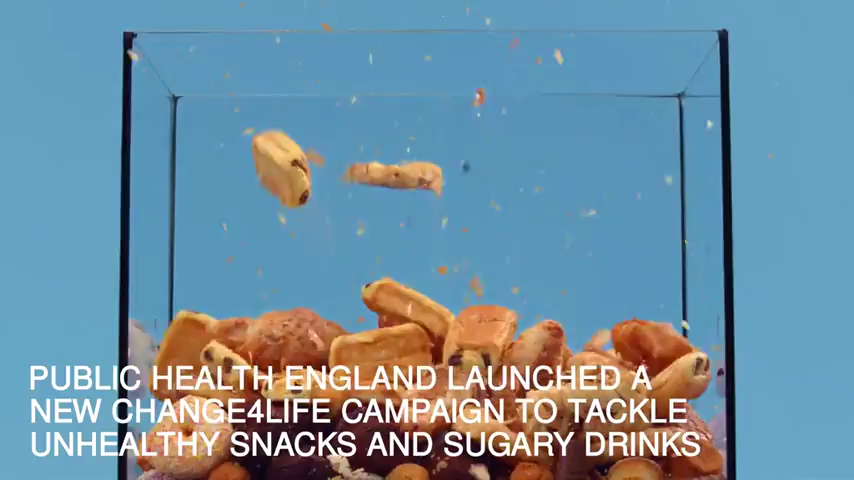 PUBLIC HEALTH ENGLAND LAUNCHED A
NEW CHANGE4LIFE CAMPAIGN TO TACKLE
UNHEALTHY SNACKS AND SUGARY DRINKS